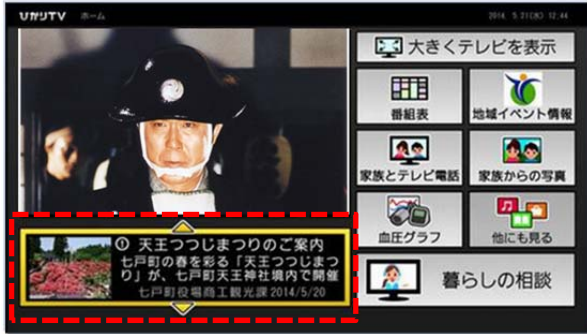 ひかりTV ホーム
2014. 5.21(水) 12:44
大きくテレビを表示
番組表
地域イベント情報
家族とテレビ電話
家族からの写真
血圧グラフ
他にも見る
① 天王つつじまつりのご案内
七戸町の春を彩る「天王つつじまつ
り」が、七戸町天王神社境内で開催
七戸町役場商工観光課 2014/5/20
暮らしの相談